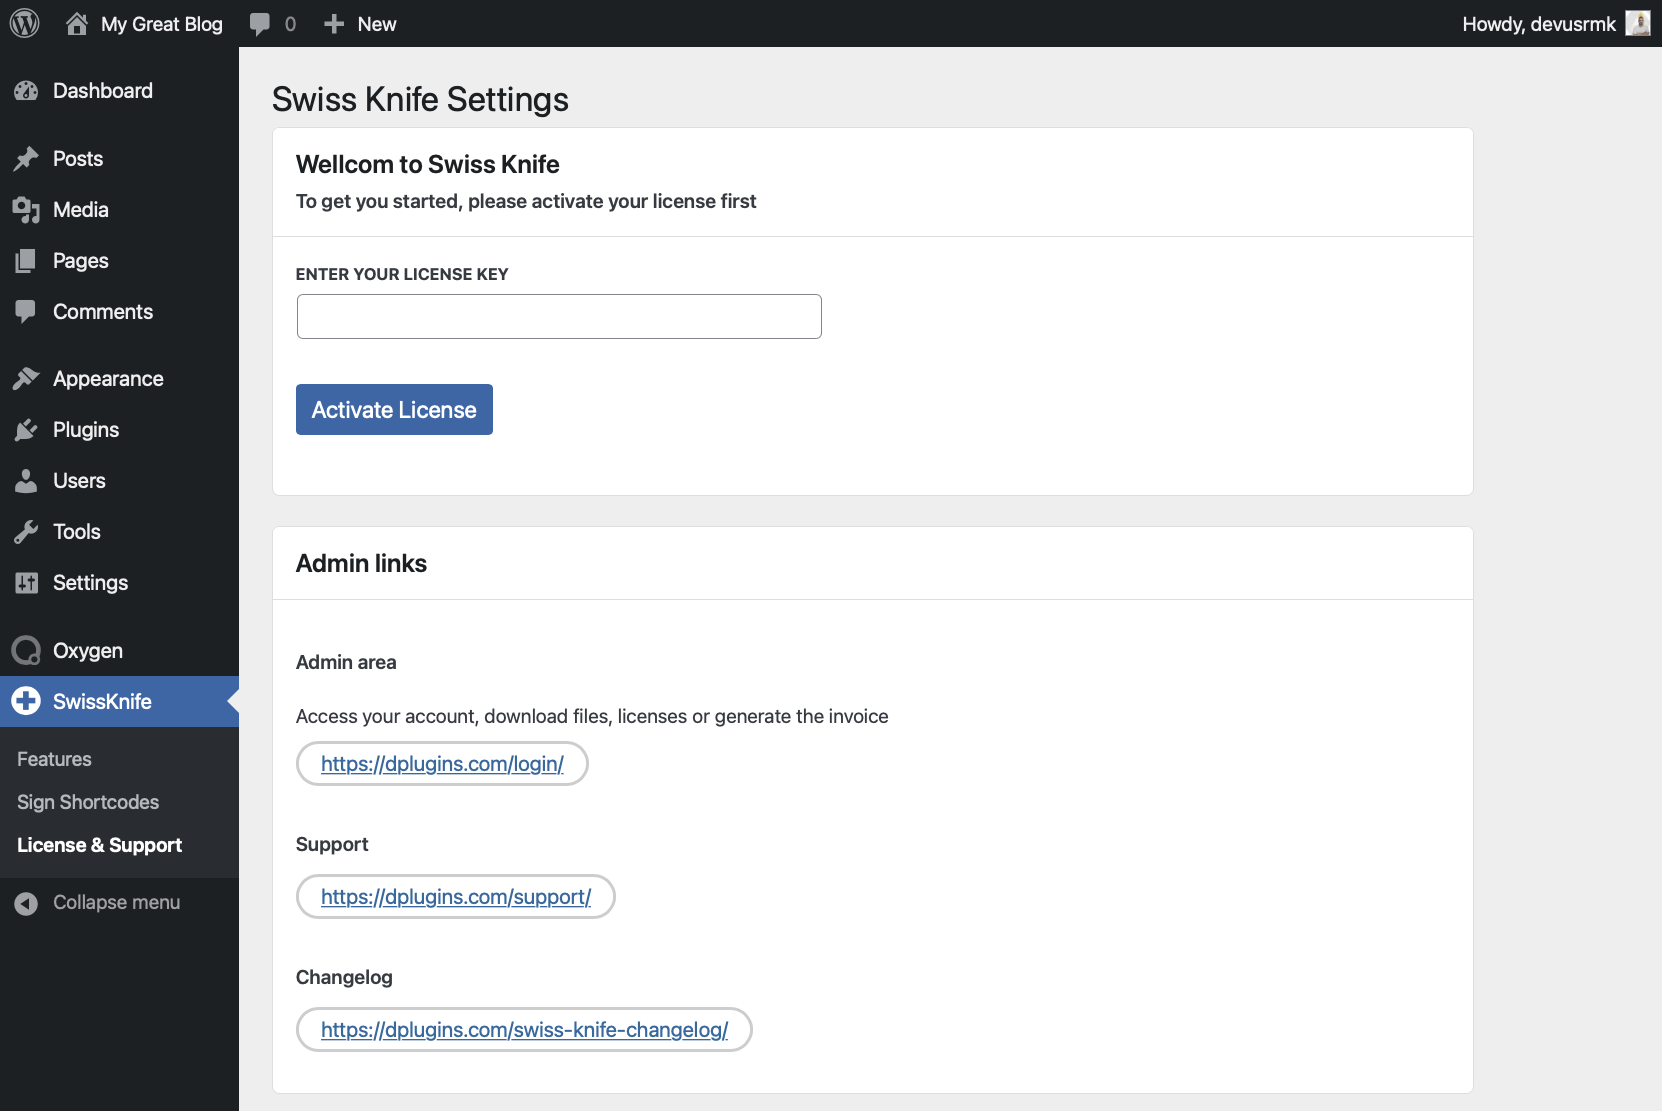 My Great Blog
0
New
Howdy, devusrmk
Dashboard
Posts
Media
Pages
Comments
Appearance
Plugins
Users
Tools
Settings
Oxygen
SwissKnife
Features
Sign Shortcodes
License & Support
Collapse menu
Swiss Knife Settings
Wellcom to Swiss Knife
To get you started, please activate your license first
ENTER YOUR LICENSE KEY
Activate License
Admin links
Admin area
Access your account, download files, licenses or generate the invoice
https://dplugins.com/login/
Support
https://dplugins.com/support/
Changelog
https://dplugins.com/swiss-knife-changelog/